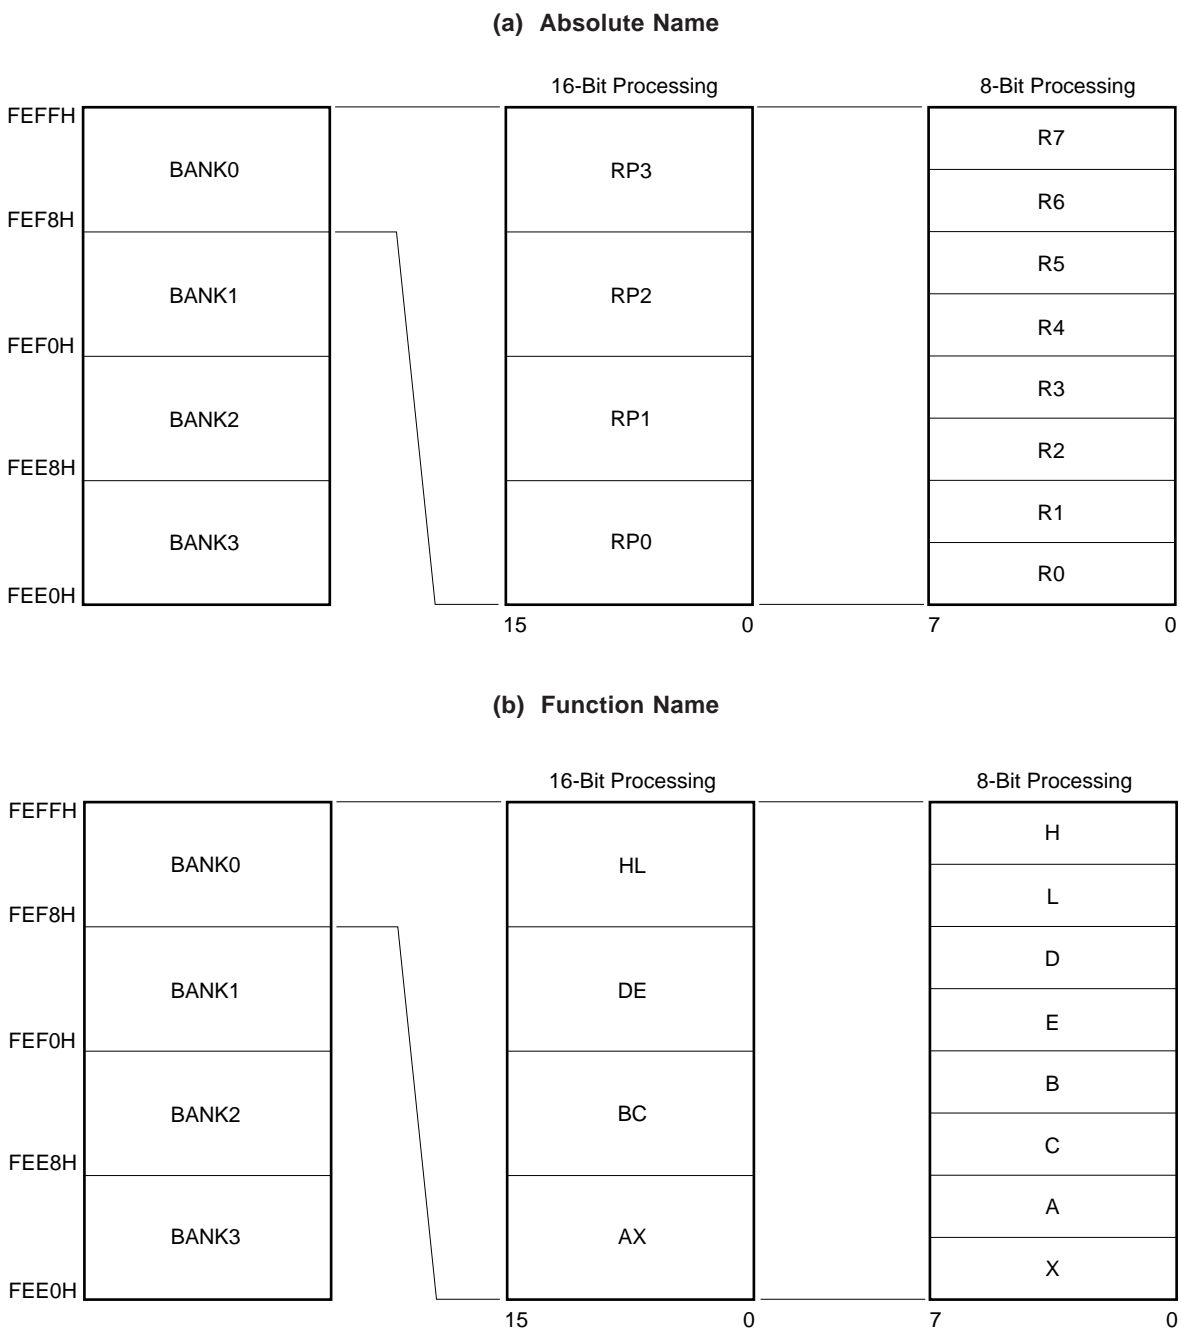 (a) Absolute Name
16-Bit Processing 8-Bit Processing
FEFFH
BANK0 RP3 R7
R6
FEF8H
BANK1 RP2 R5
R4
FEF0H
BANK2 RP1 R3
R2
FEE8H
BANK3 RP0 R1
R0
FEE0H
15 0 7 0
(b) Function Name
16-Bit Processing 8-Bit Processing
FEFFH
BANK0 HL H
L
FEF8H
BANK1 DE D
E
FEF0H
BANK2 BC B
C
FEE8H
BANK3 AX A
X
FEE0H
15 0 7 0